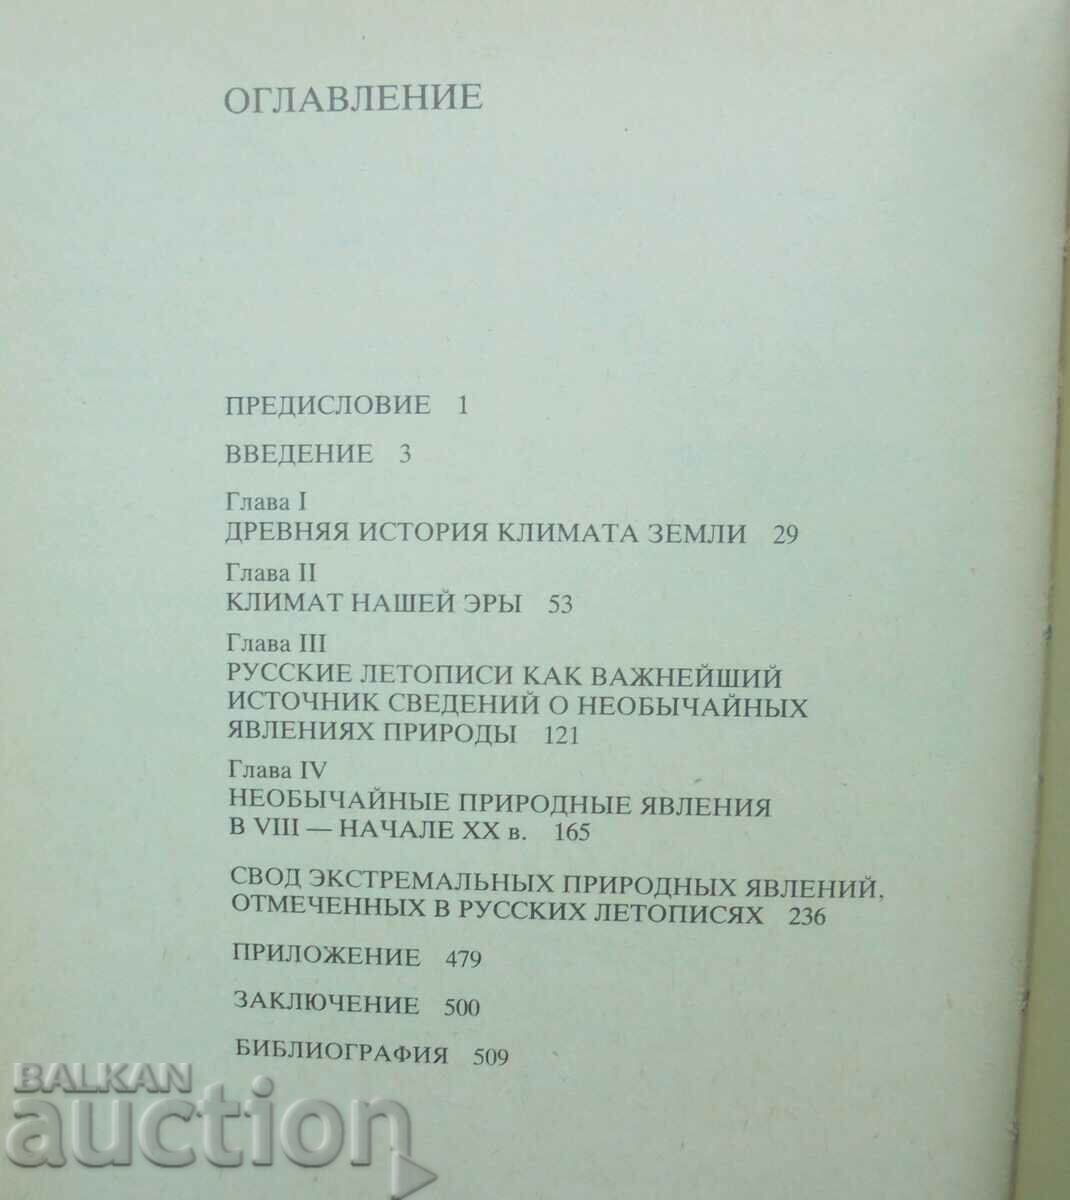 ОГЛАВЛЕНИЕ
ПРЕДИСЛОВИЕ 1
ВВЕДЕНИЕ 3
Глава I
ДРЕВНЯЯ ИСТОРИЯ КЛИМАТА ЗЕМЛИ 29
Глава II
КЛИМАТ НАШЕЙ ЭРЫ 53
Глава III
РУССКИЕ ЛЕТОПИСИ КАК ВАЖНЕЙШИЙ
ИСТОЧНИК СВЕДЕНИЙ О НЕОБЫЧАЙНЫХ
ЯВЛЕНИЯХ ПРИРОДЫ 121
Глава IV
НЕОБЫЧАЙНЫЕ ПРИРОДНЫЕ ЯВЛЕНИЯ
В VIII — НАЧАЛЕ XX в. 165
СВОД ЭКСТРЕМАЛЬНЫХ ПРИРОДНЫХ ЯВЛЕНИЙ,
ОТМЕЧЕННЫХ В РУССКИХ ЛЕТОПИСЯХ 236
ПРИЛОЖЕНИЕ 479
ЗАКЛЮЧЕНИЕ 500
БИБЛИОГРАФИЯ 509
BALKAN
auction